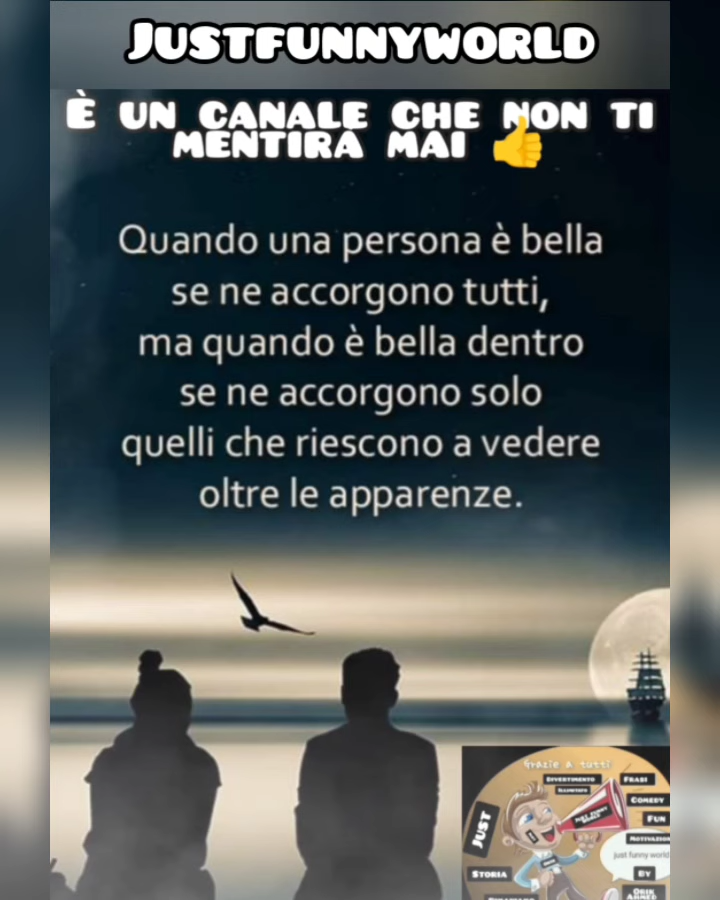 JUSTFUNNYWORLD
È UN CANALE CHE NON TI
MENTIRÀ MAI 👍
Quando una persona è bella
se ne accorgono tutti,
ma quando è bella dentro
se ne accorgono solo
quelli che riescono a vedere
oltre le apparenze.
Grazie a tutti
DIVERTIMENTO
FRASI
COMEDY
FUN
JUST
just funny world
STORIA
BY